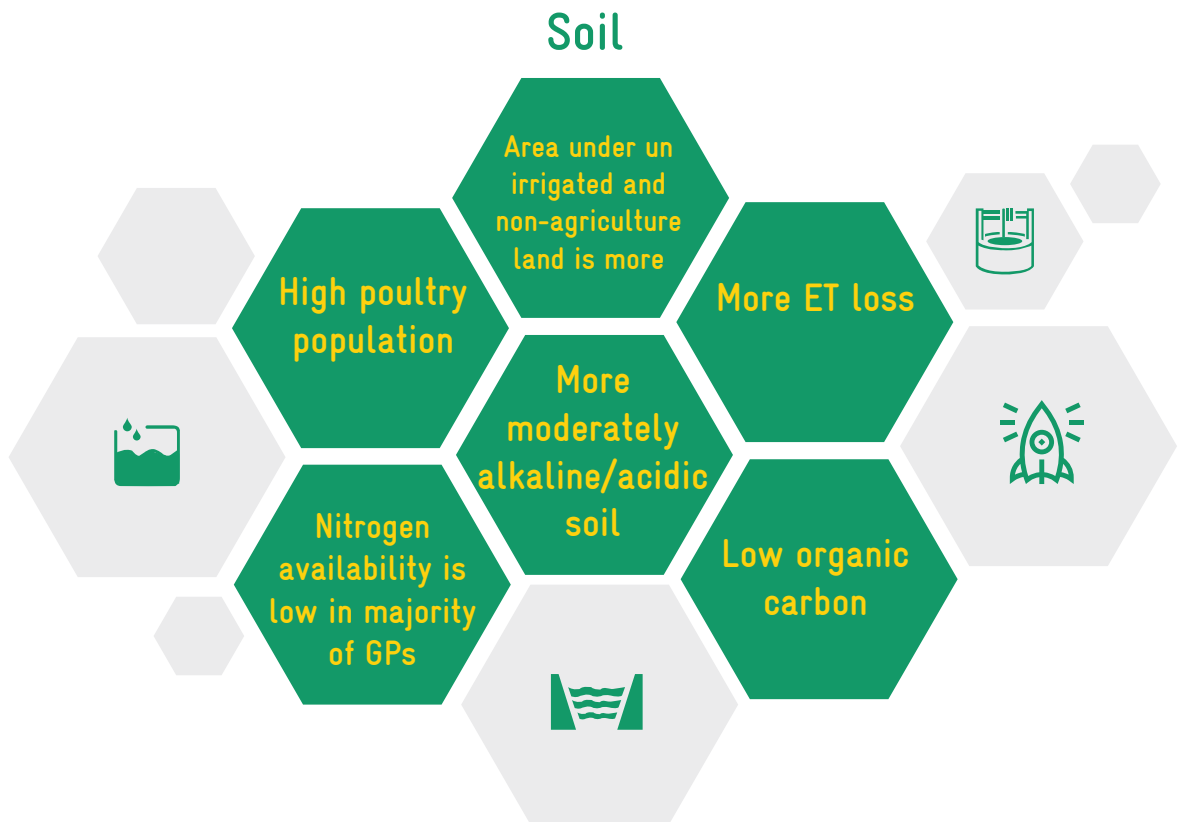 Soil
Area under un
irrigated and
non-agriculture
land is more
High poultry
population
More ET loss
More
moderately
alkaline/acidic
soil
Nitrogen
availability is
low in majority
of GPs
Low organic
carbon